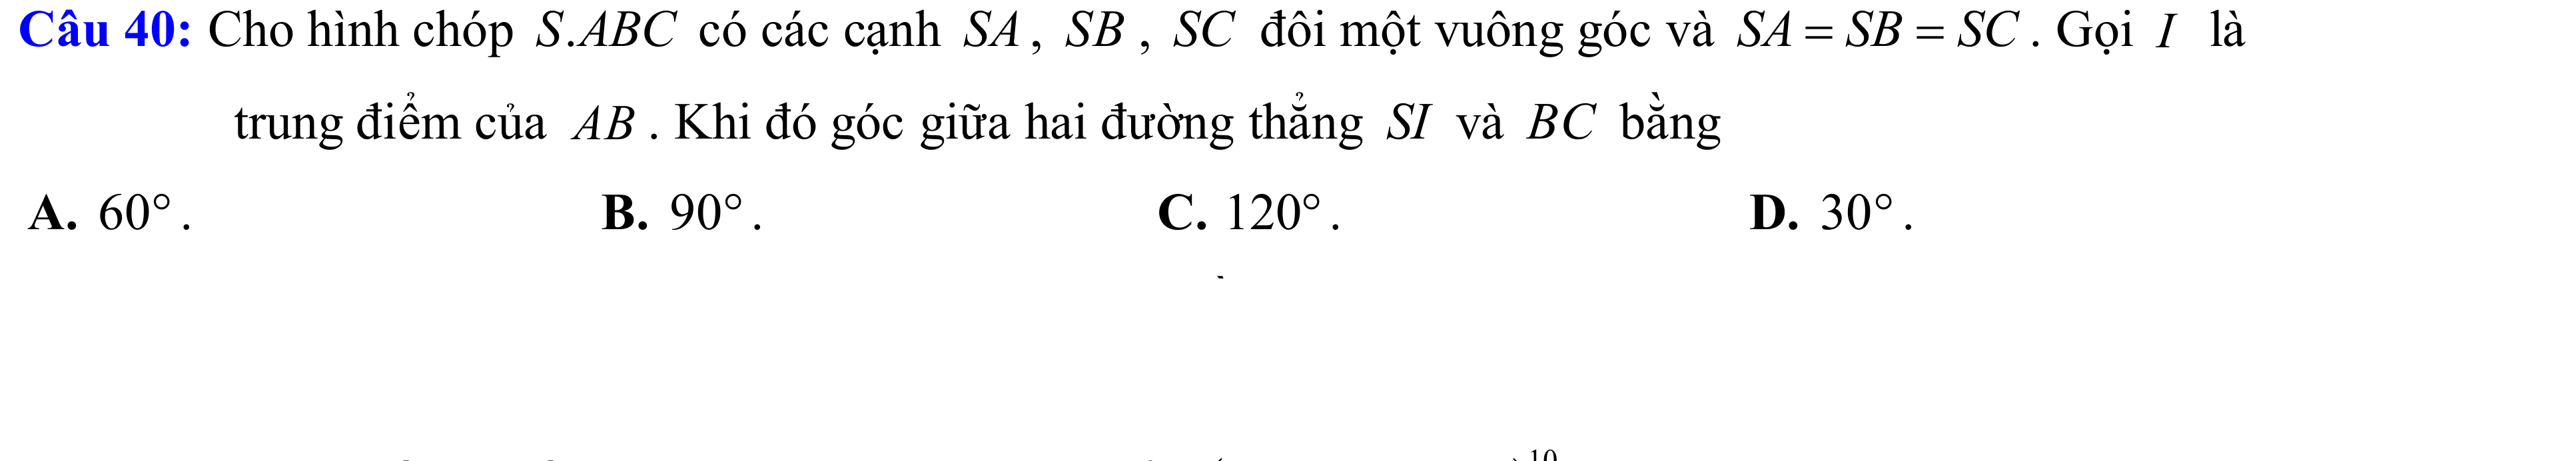 Câu 40: Cho hình chóp S.ABC có các cạnh SA, SB, SC đôi một vuông góc và SA = SB = SC. Gọi I là
trung điểm của AB. Khi đó góc giữa hai đường thẳng SI và BC bằng
A. 60°. B. 90°. C. 120°. D. 30°.